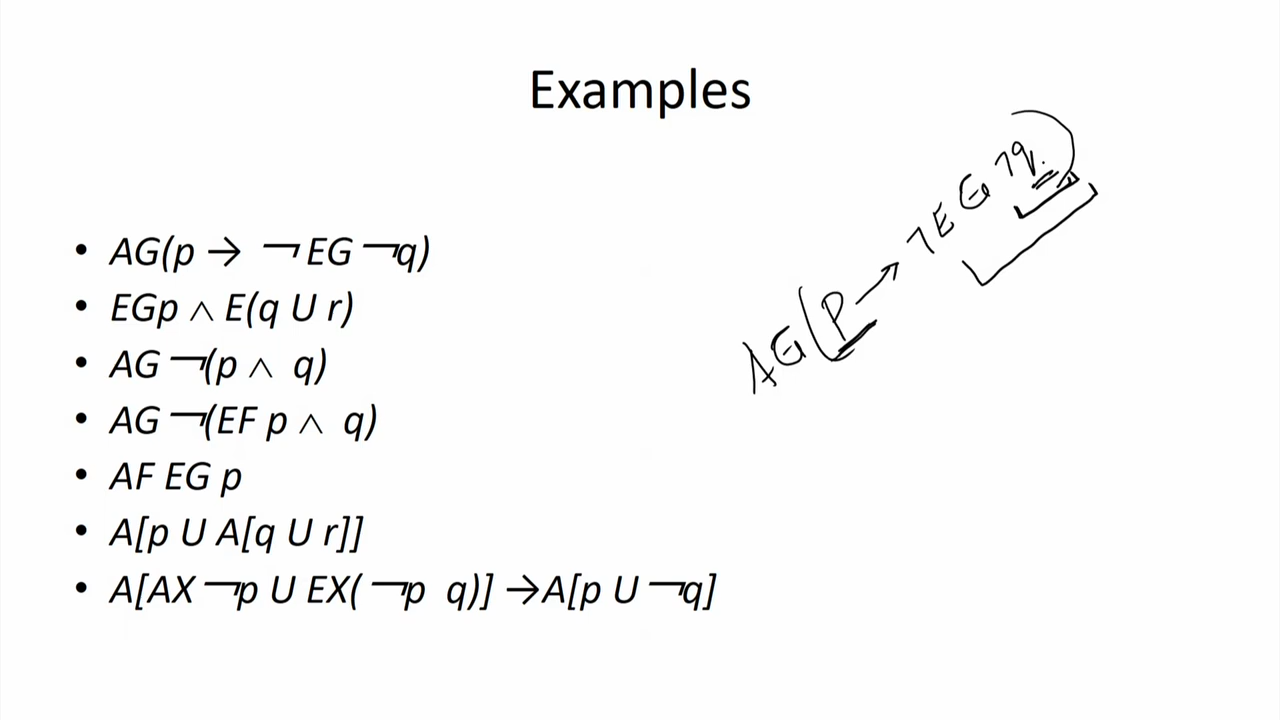 Examples
• AG(p → ¬ EG ¬q)
• EGp ∧ E(q U r)
• AG ¬(p ∧ q)
• AG ¬(EF p ∧ q)
• AF EG p
• A[p U A[q U r]]
• A[AX ¬p U EX( ¬p q)] →A[p U ¬q]
AG(P → ¬EG ¬q)